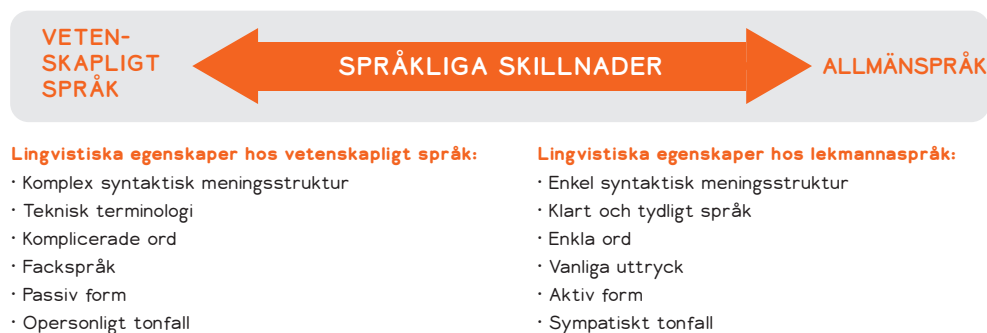 VETEN-
SKAPLIGT
SPRÅK
SPRÅKLIGA SKILLNADER
ALLMÄNSPRÅK
Lingvistiska egenskaper hos vetenskapligt språk:
· Komplex syntaktisk meningsstruktur
· Teknisk terminologi
· Komplicerade ord
· Fackspråk
· Passiv form
· Opersonligt tonfall
Lingvistiska egenskaper hos lekmannaspråk:
· Enkel syntaktisk meningsstruktur
· Klart och tydligt språk
· Enkla ord
· Vanliga uttryck
· Aktiv form
· Sympatiskt tonfall